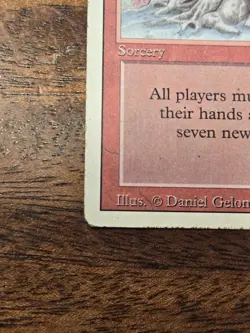 Sorcery
All players mu
their hands a
seven new
Illus. © Daniel Gelon